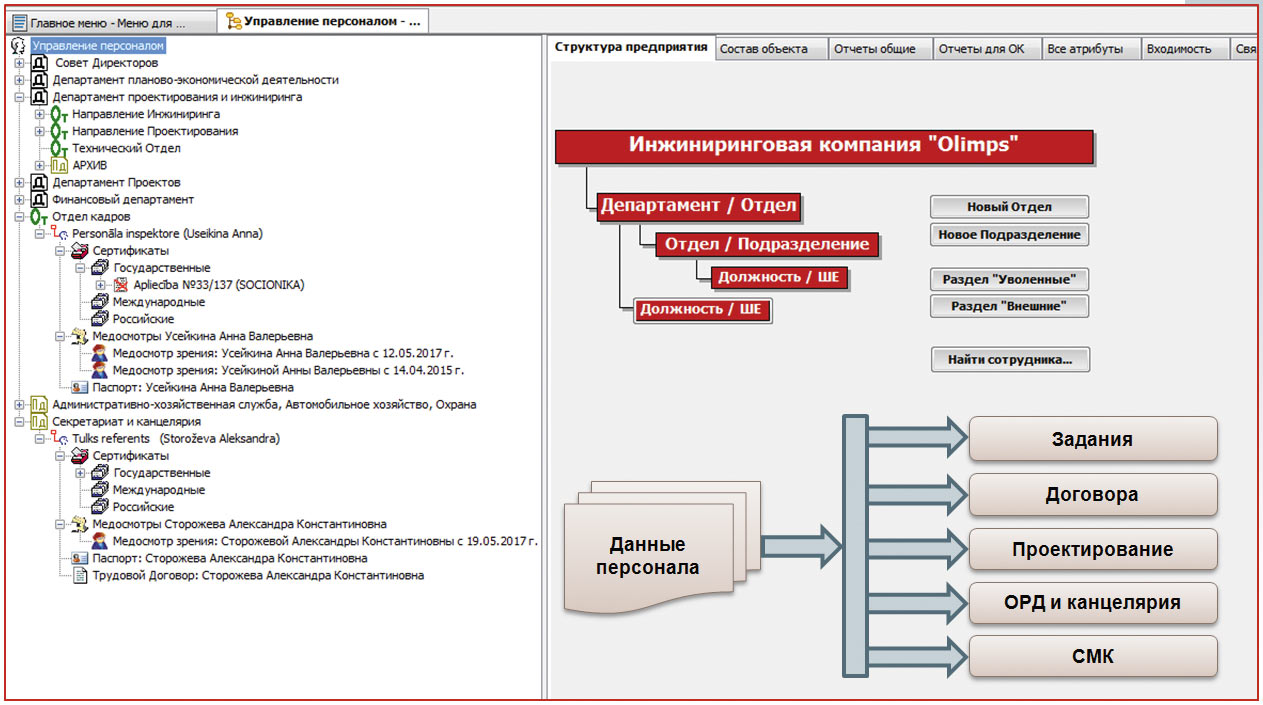 Главное меню - Меню для ...
Управление персоналом - ...
Управление персоналом
Совет Директоров
Департамент планово-экономической деятельности
Департамент проектирования и инжиниринга
Направление Инжиниринга
Направление Проектирования
Технический Отдел
АРХИВ
Департамент Проектов
Финансовый департамент
Отдел кадров
Personāla inspektore (Useikina Anna)
Сертификаты
Государственные
Apliecība №33/137 (SOCIONIKA)
Международные
Российские
Медосмотры Усейкина Анна Валерьевна
Медосмотр зрения: Усейкина Анна Валерьевна с 12.05.2017 г.
Медосмотр зрения: Усейкиной Анны Валерьевны с 14.04.2015 г.
Паспорт: Усейкина Анна Валерьевна
Административно-хозяйственная служба, Автомобильное хозяйство, Охрана
Секретариат и канцелярия
Tulks referents (Storoževa Aleksandra)
Сертификаты
Государственные
Международные
Российские
Медосмотры Сторожева Александра Константиновна
Медосмотр зрения: Сторожевой Александры Константиновны с 19.05.2017 г.
Паспорт: Сторожева Александра Константиновна
Трудовой Договор: Сторожева Александра Константиновна
Структура предприятия
Состав объекта
Отчеты общие
Отчеты для ОК
Все атрибуты
Входимость
Свя
Инжиниринговая компания "Olimps"
Департамент / Отдел
Отдел / Подразделение
Должность / ШЕ
Должность / ШЕ
Новый Отдел
Новое Подразделение
Раздел "Уволенные"
Раздел "Внешние"
Найти сотрудника...
Данные
персонала
Задания
Договора
Проектирование
ОРД и канцелярия
СМК